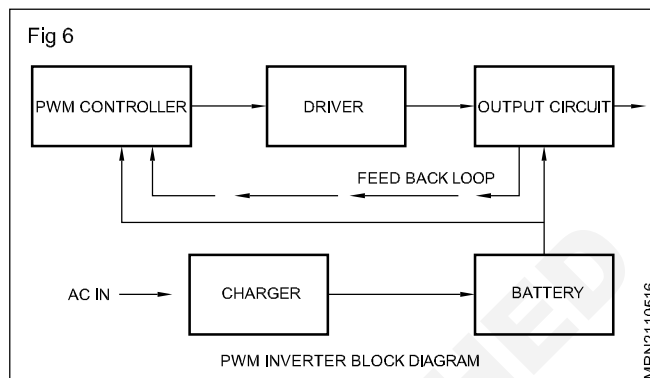 Fig 6
PWM CONTROLLER
DRIVER
OUTPUT CIRCUIT
FEED BACK LOOP
AC IN
CHARGER
BATTERY
PWM INVERTER BLOCK DIAGRAM